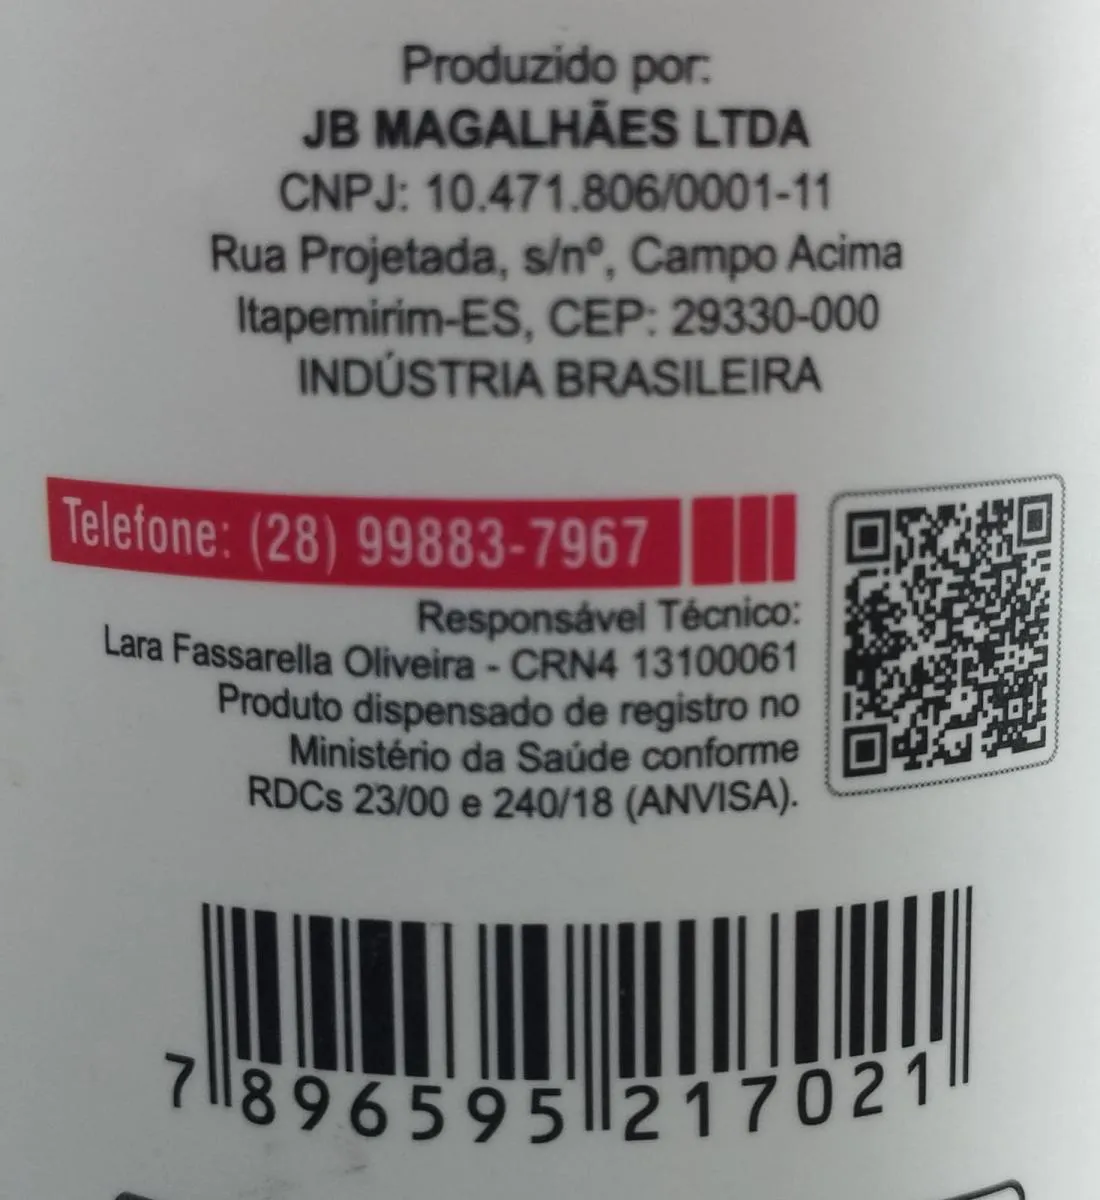 Produzido por:
JB MAGALHÃES LTDA
CNPJ: 10.471.806/0001-11
Rua Projetada, s/nº, Campo Acima
Itapemirim-ES, CEP: 29330-000
INDÚSTRIA BRASILEIRA
Telefone: (28) 99883-7967
Responsável Técnico:
Lara Fassarella Oliveira - CRN4 13100061
Produto dispensado de registro no
Ministério da Saúde conforme
RDCs 23/00 e 240/18 (ANVISA).
7 896595 217021